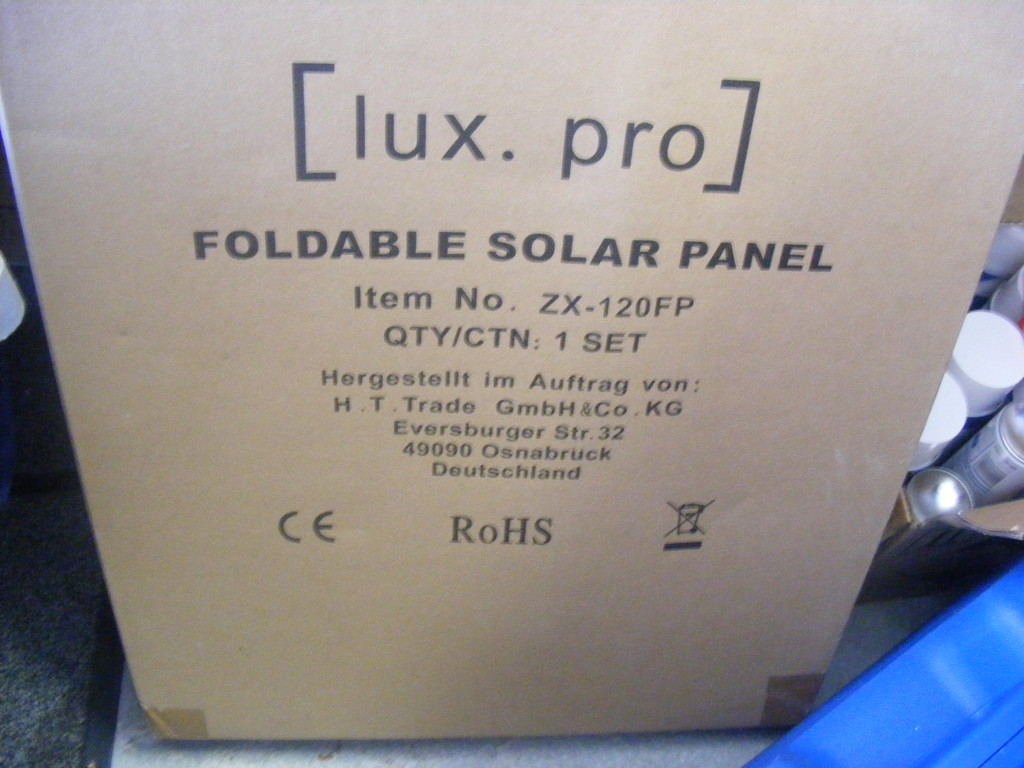 [lux. pro]
FOLDABLE SOLAR PANEL
Item No. ZX-120FP
QTY/CTN: 1 SET
Hergestellt im Auftrag von:
H.T.Trade GmbH&Co.KG
Eversburger Str.32
49090 Osnabrück
Deutschland
CE RoHS